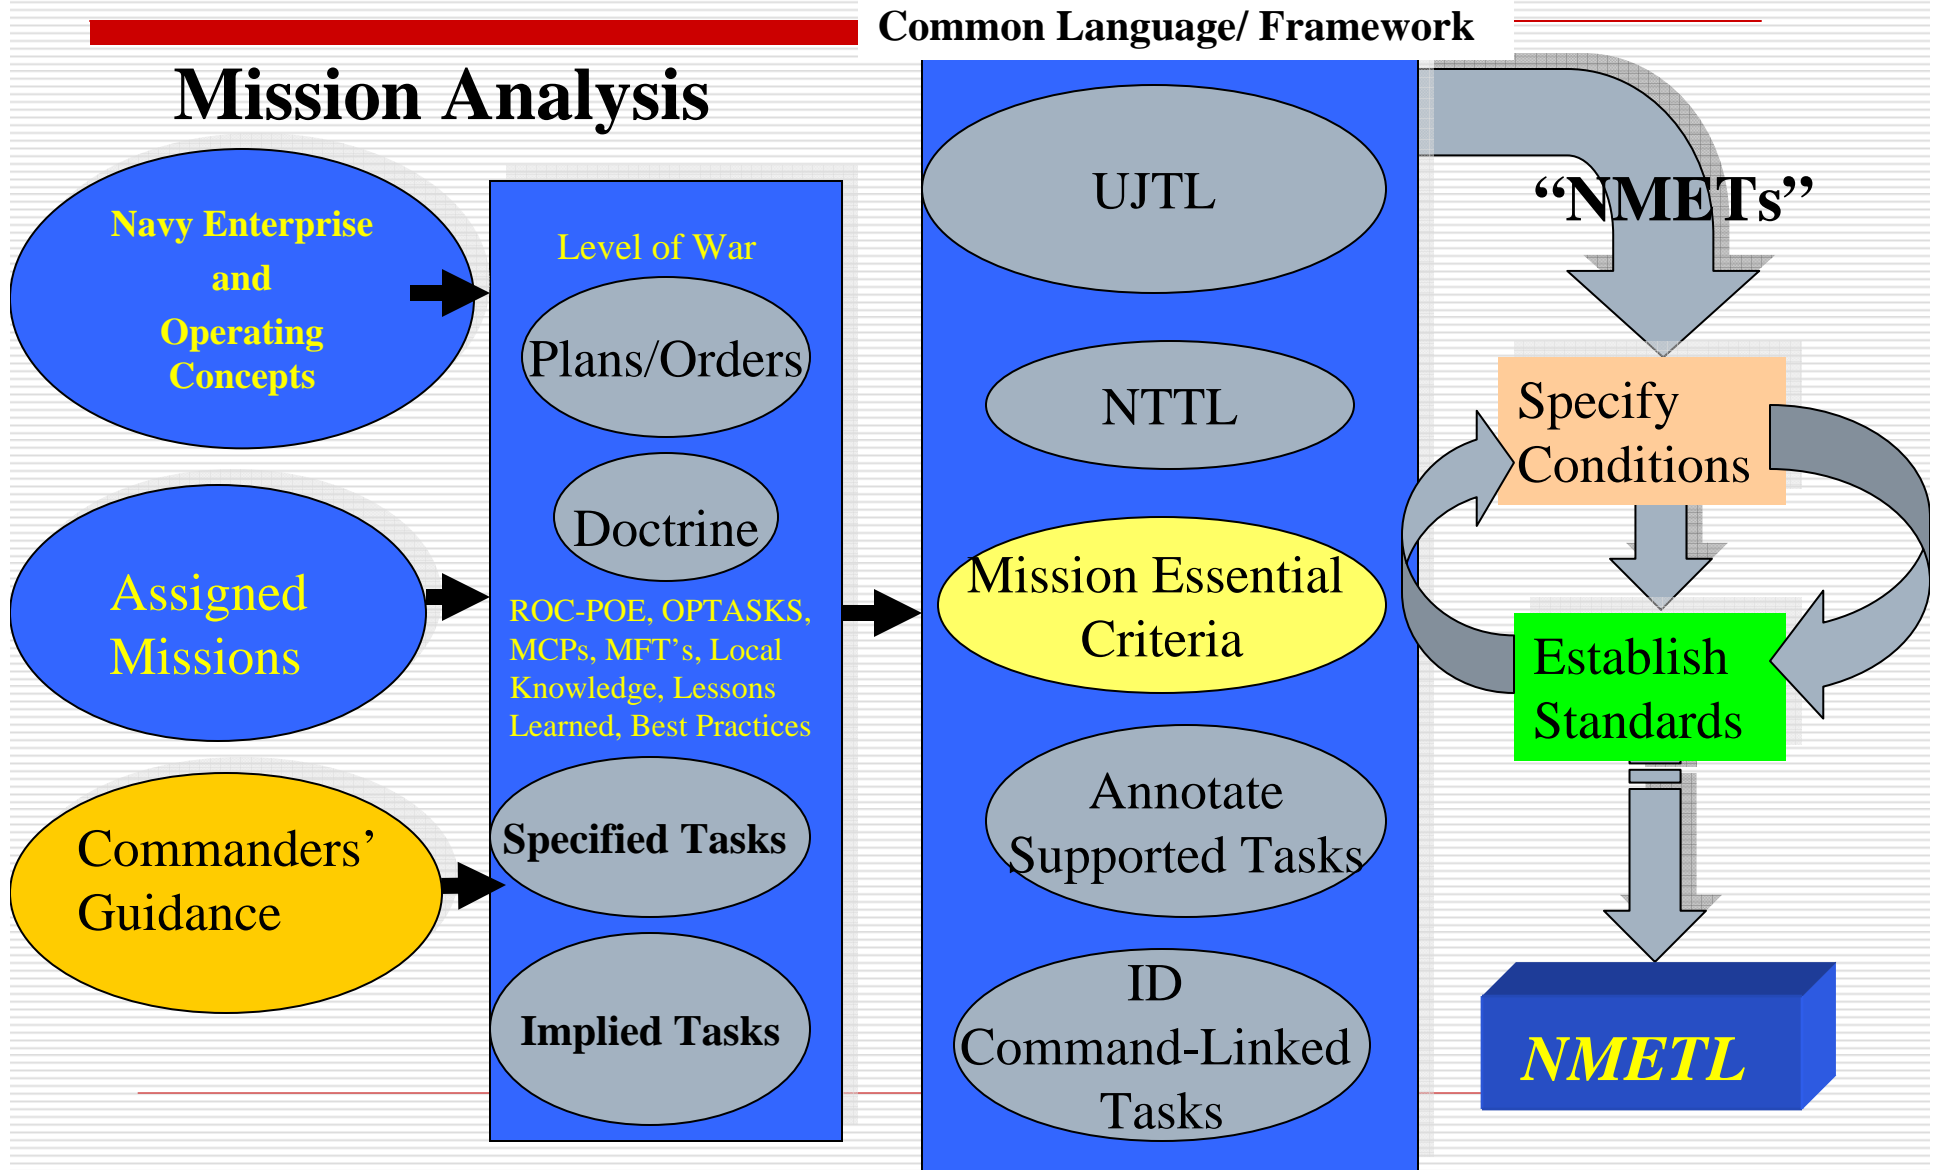 Common Language/ Framework
Mission Analysis
Navy Enterprise
and
Operating
Concepts
Assigned
Missions
Commanders’
Guidance
Level of War
Plans/Orders
Doctrine
ROC-POE, OPTASKS,
MCPs, MFT’s, Local
Knowledge, Lessons
Learned, Best Practices
Specified Tasks
Implied Tasks
UJTL
NTTL
Mission Essential
Criteria
Annotate
Supported Tasks
ID
Command-Linked
Tasks
“NMETs”
Specify
Conditions
Establish
Standards
NMETL